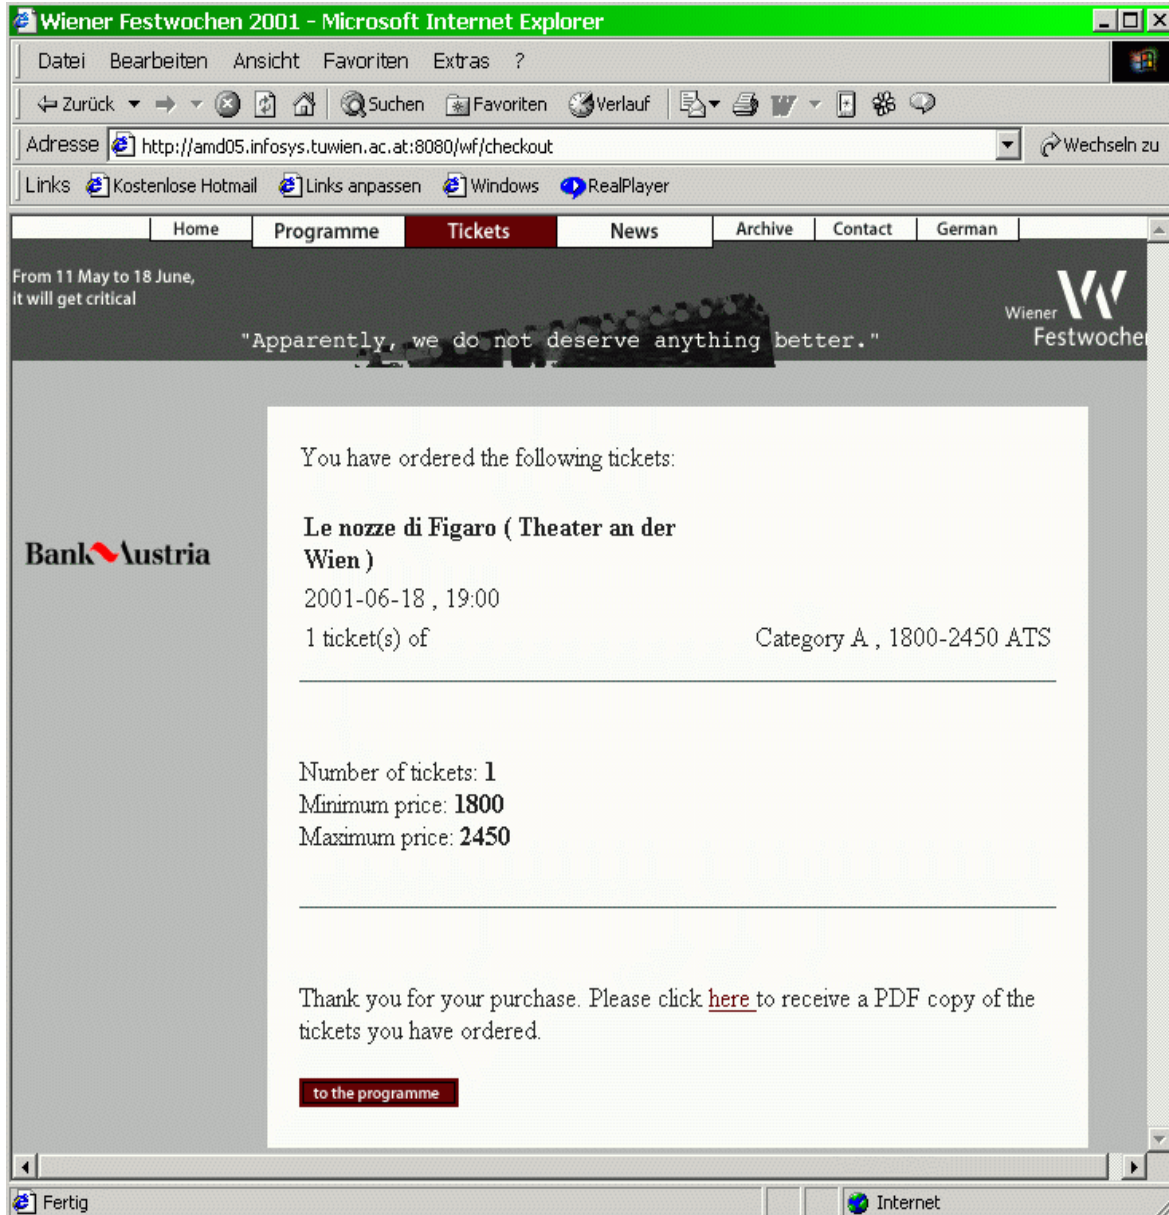 Wiener Festwochen 2001 - Microsoft Internet Explorer
Datei Bearbeiten Ansicht Favoriten Extras ?
Zurück Suchen Favoriten Verlauf
Adresse http://amd05.infosys.tuwien.ac.at:8080/wf/checkout Wechseln zu
Links Kostenlose Hotmail Links anpassen Windows RealPlayer
Home Programme Tickets News Archive Contact German
From 11 May to 18 June,
it will get critical
Wiener
Festwochen
"Apparently, we do not deserve anything better."
You have ordered the following tickets:
Le nozze di Figaro ( Theater an der
Wien )
Bank Austria
2001-06-18 , 19:00
1 ticket(s) of Category A , 1800-2450 ATS
Number of tickets: 1
Minimum price: 1800
Maximum price: 2450
Thank you for your purchase. Please click here to receive a PDF copy of the
tickets you have ordered.
to the programme
Fertig Internet